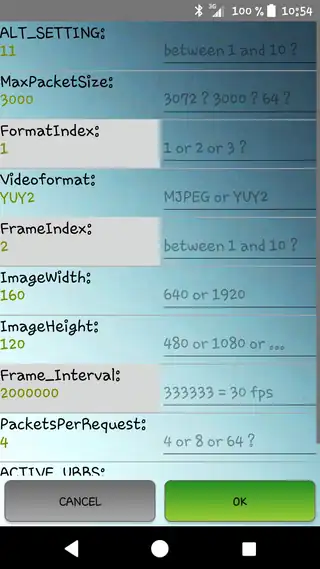 3G 100 % 10:54
ALT_SETTING:
11 between 1 and 10 ?
MaxPacketSize:
3000 3072 ? 3000 ? 64 ?
FormatIndex:
1 1 or 2 or 3 ?
Videoformat:
YUY2 MJPEG or YUY2
FrameIndex:
2 between 1 and 10 ?
ImageWidth:
160 640 or 1920
ImageHeight:
120 480 or 1080 or ...
Frame_Interval:
2000000 333333 = 30 fps
PacketsPerRequest:
4 4 or 8 or 64 ?
ACTIVE_URBS:
CANCEL OK